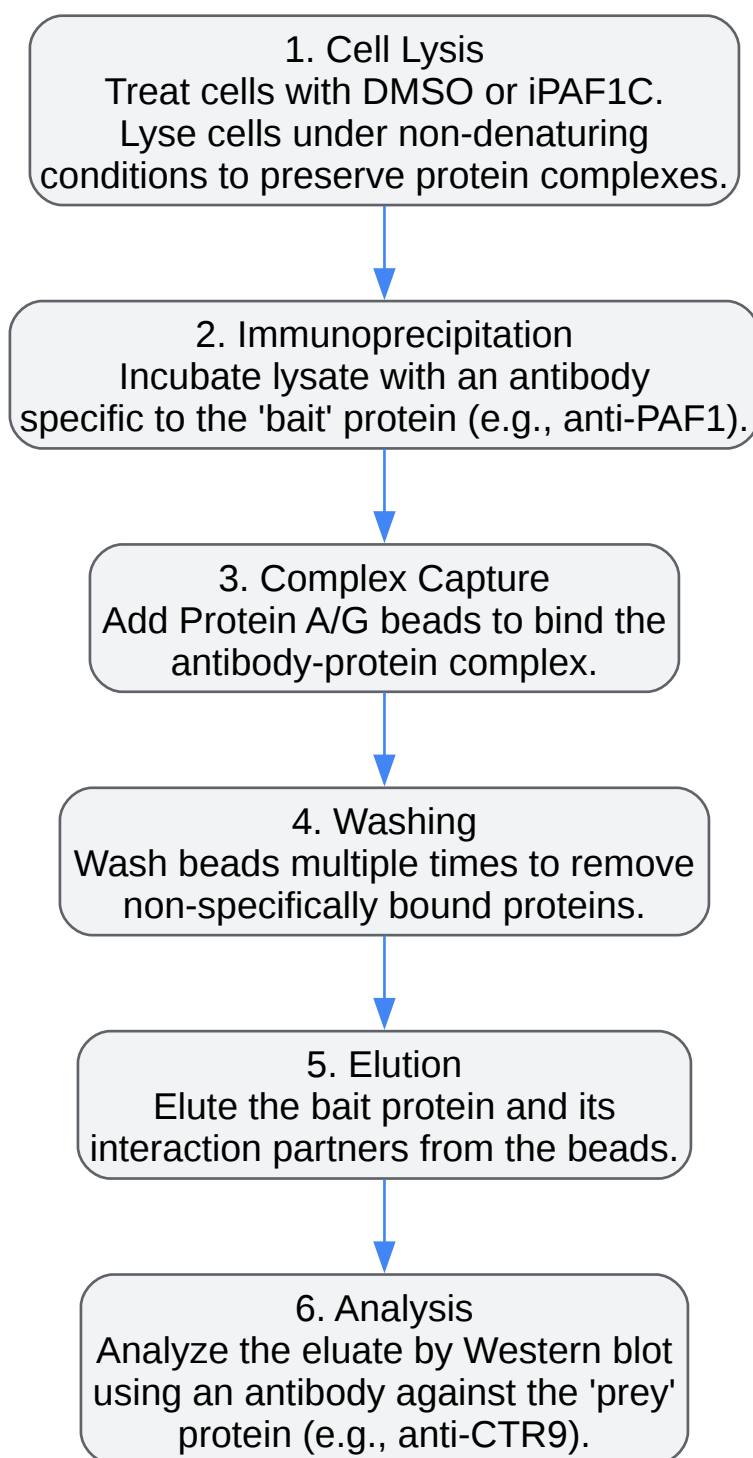 1. Cell Lysis
Treat cells with DMSO or iPAF1C.
Lyse cells under non-denaturing
conditions to preserve protein complexes.
2. Immunoprecipitation
Incubate lysate with an antibody
specific to the 'bait' protein (e.g., anti-PAF1).
3. Complex Capture
Add Protein A/G beads to bind the
antibody-protein complex.
4. Washing
Wash beads multiple times to remove
non-specifically bound proteins.
5. Elution
Elute the bait protein and its
interaction partners from the beads.
6. Analysis
Analyze the eluate by Western blot
using an antibody against the 'prey'
protein (e.g., anti-CTR9).